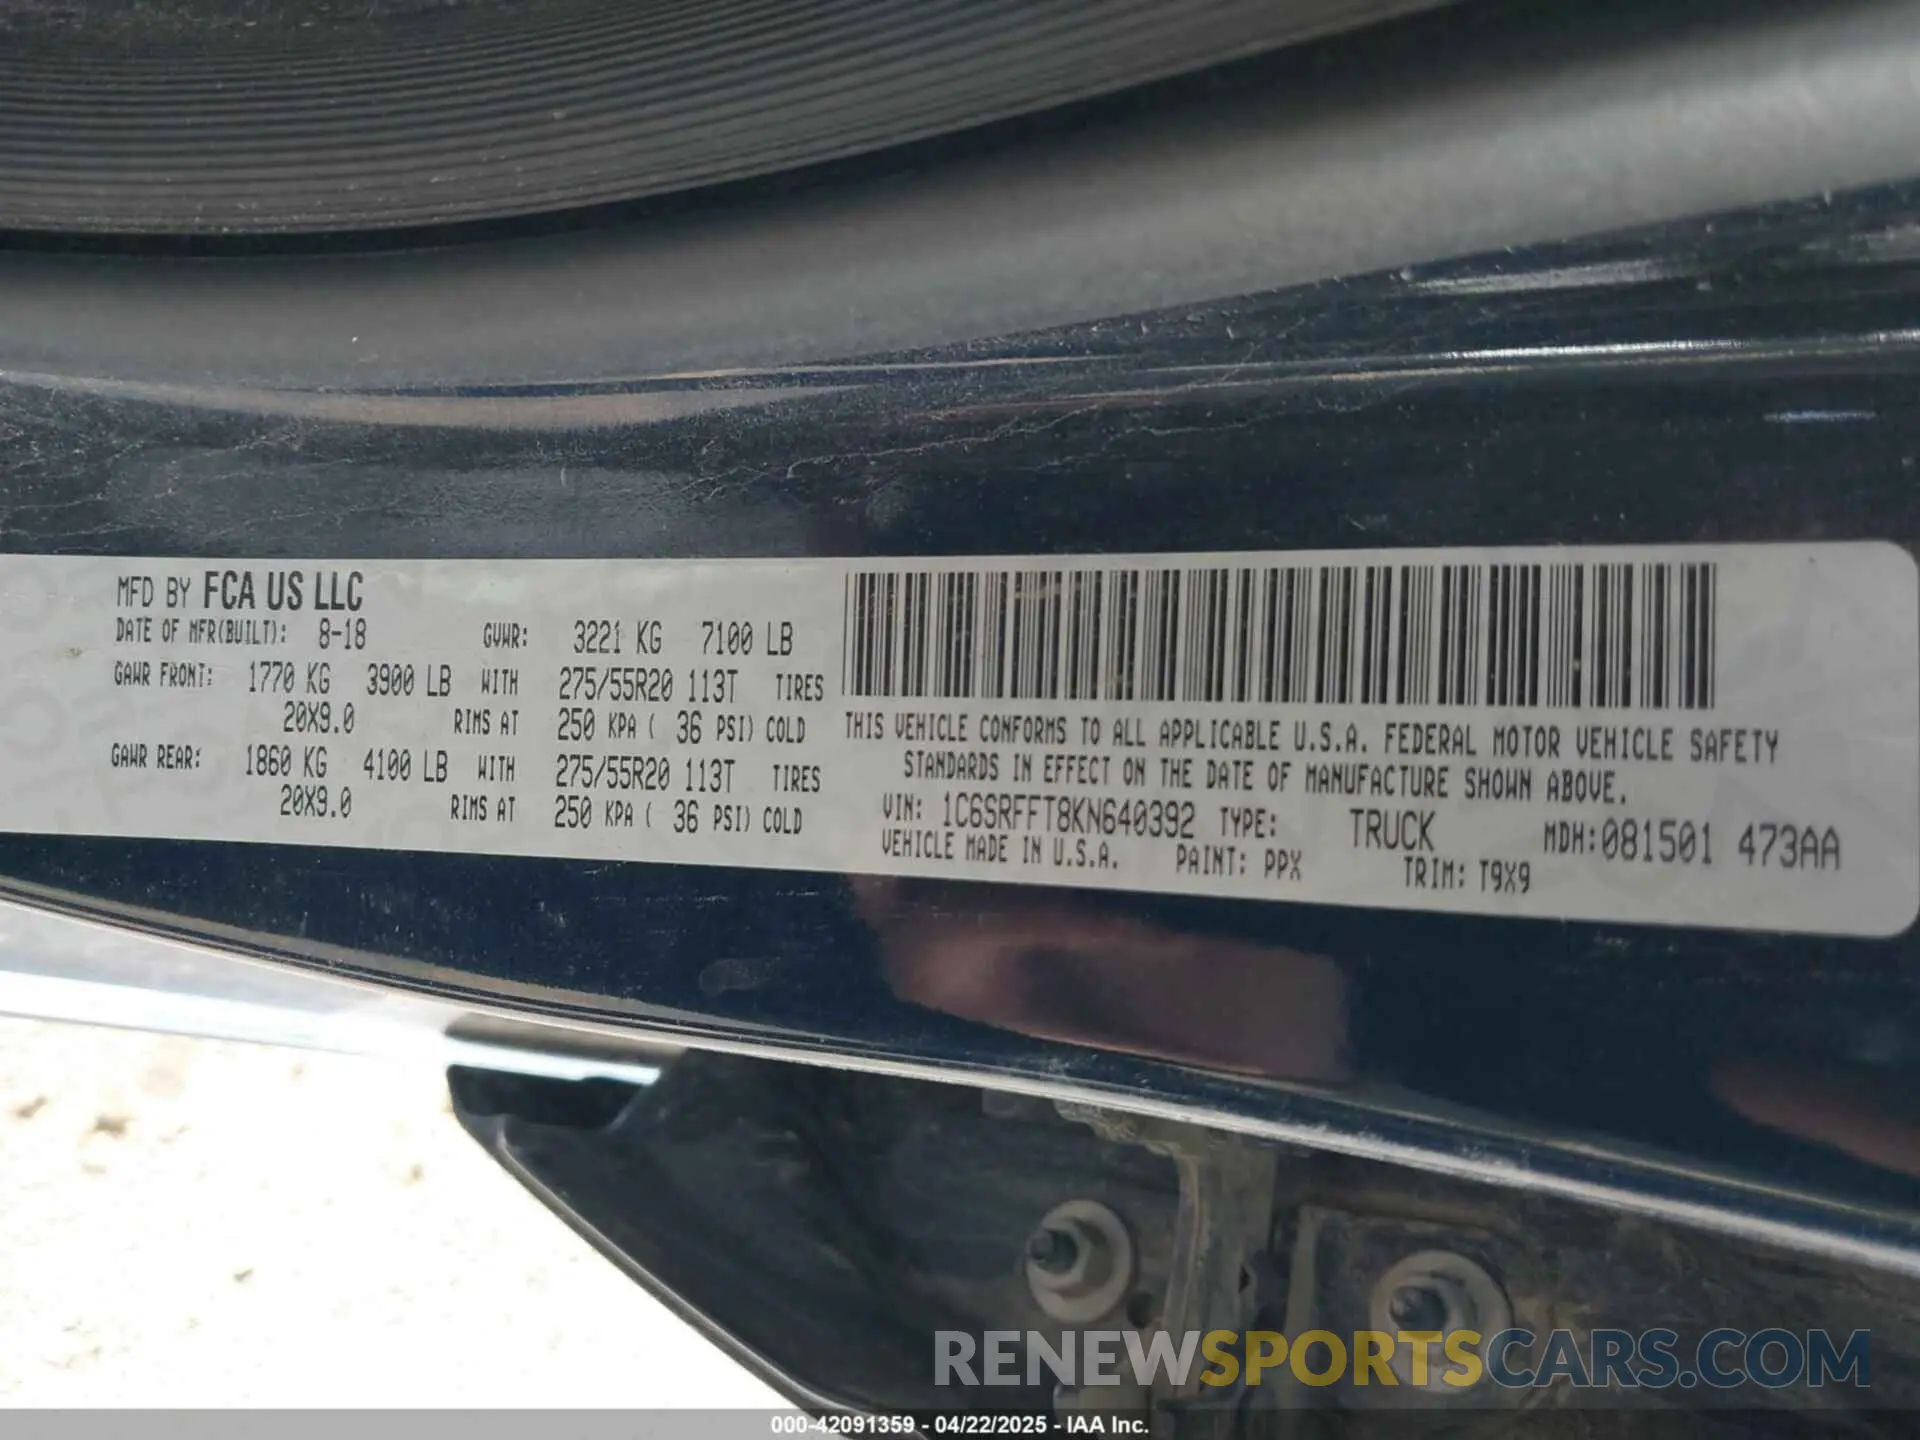 MFD BY FCA US LLC
DATE OF MFR(BUILT): 8-18 GVWR: 3221 KG 7100 LB
GAWR FRONT: 1770 KG 3900 LB WITH 275/55R20 113T TIRES
20X9.0 RIMS AT 250 KPA ( 36 PSI) COLD
GAWR REAR: 1860 KG 4100 LB WITH 275/55R20 113T TIRES
20X9.0 RIMS AT 250 KPA ( 36 PSI) COLD
THIS VEHICLE CONFORMS TO ALL APPLICABLE U.S.A. FEDERAL MOTOR VEHICLE SAFETY
STANDARDS IN EFFECT ON THE DATE OF MANUFACTURE SHOWN ABOVE.
VIN: 1C6SRFFT8KN640392 TYPE: TRUCK MDH:081501 473AA
VEHICLE MADE IN U.S.A. PAINT: PPX TRIM: T9X9
RENEWSPORTSCARS.COM
000-42091359 - 04/22/2025 - IAA Inc.